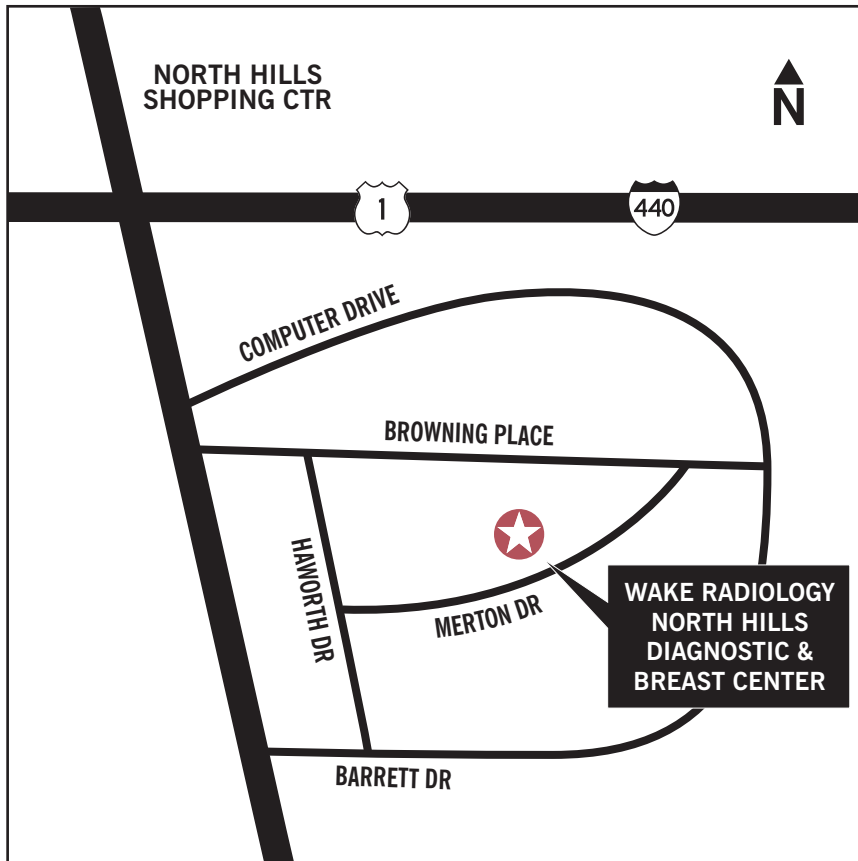 NORTH HILLS
SHOPPING CTR
N
1
440
COMPUTER DRIVE
BROWNING PLACE
HAWORTH DR
MERTON DR
WAKE RADIOLOGY
NORTH HILLS
DIAGNOSTIC &
BREAST CENTER
BARRETT DR